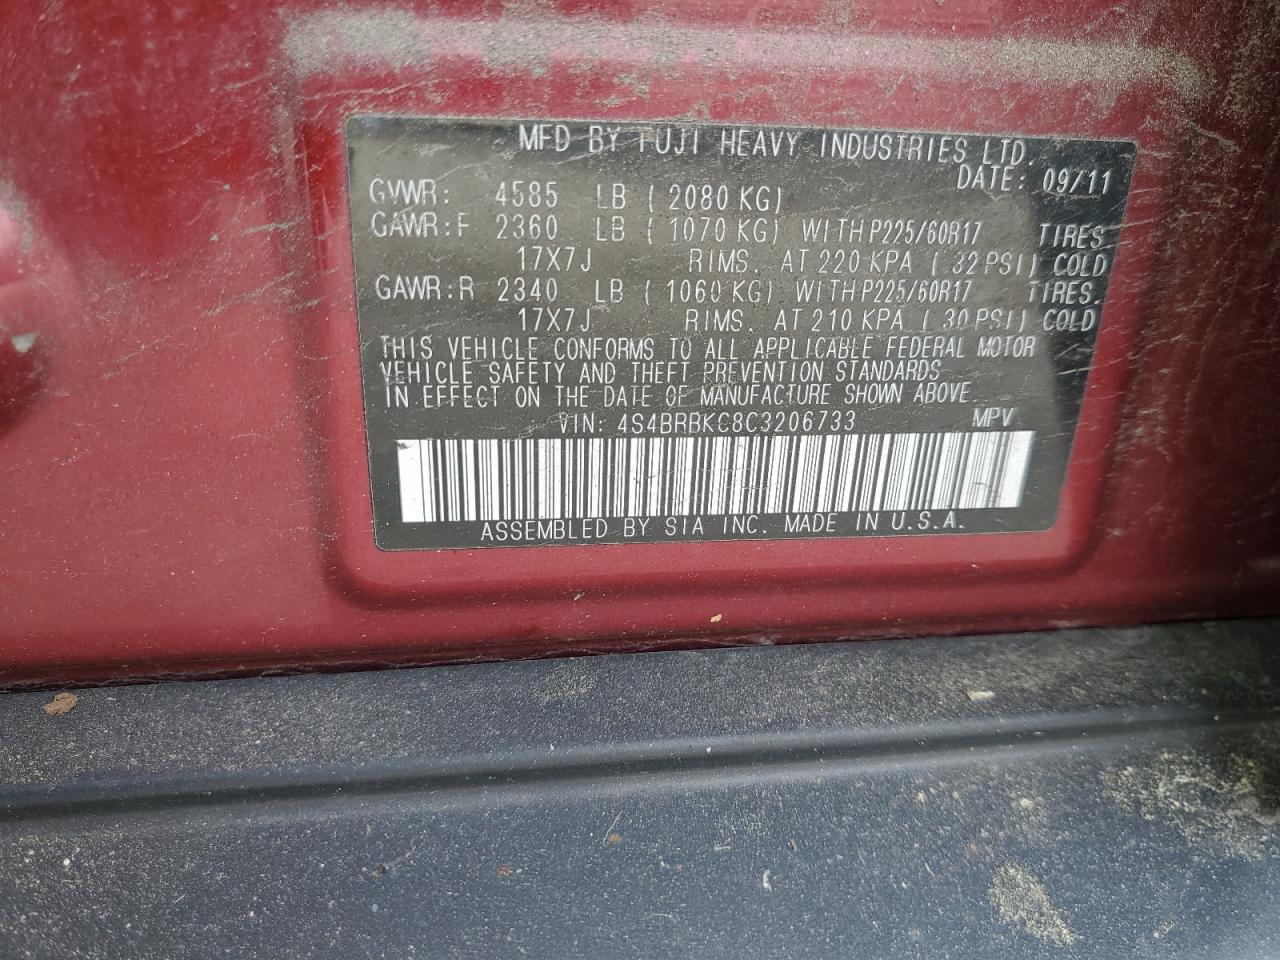 MFD BY FUJI HEAVY INDUSTRIES LTD.
DATE: 09/11
GVWR: 4585 LB ( 2080 KG)
GAWR:F 2360 LB ( 1070 KG) WITH P225/60R17 TIRES
17X7J RIMS. AT 220 KPA ( 32 PSI) COLD
GAWR:R 2340 LB ( 1060 KG) WITH P225/60R17 TIRES.
17X7J RIMS. AT 210 KPA ( 30 PSI) COLD
THIS VEHICLE CONFORMS TO ALL APPLICABLE FEDERAL MOTOR
VEHICLE SAFETY AND THEFT PREVENTION STANDARDS
IN EFFECT ON THE DATE OF MANUFACTURE SHOWN ABOVE.
VIN: 4S4BRBKC8C3206733 MPV
ASSEMBLED BY SIA INC. MADE IN U.S.A.